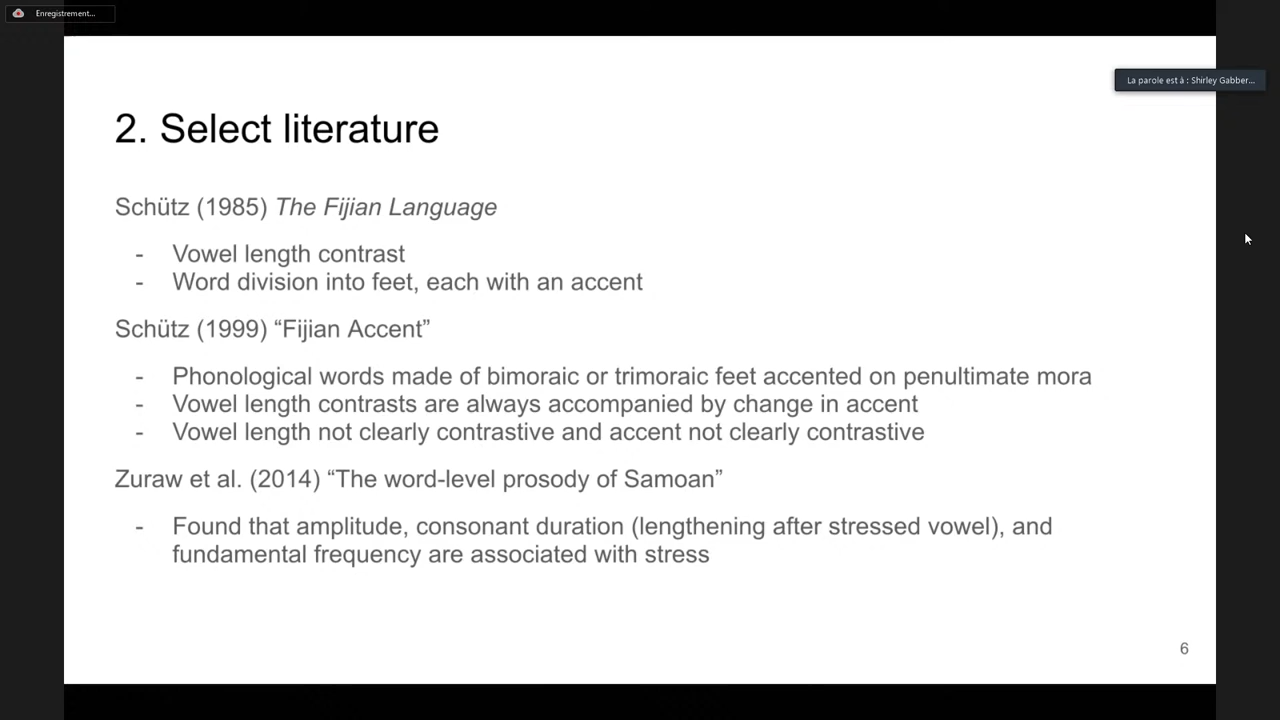 Enregistrement...
La parole est à : Shirley Gabber...
2. Select literature
Schütz (1985) The Fijian Language
- Vowel length contrast
- Word division into feet, each with an accent
Schütz (1999) “Fijian Accent”
- Phonological words made of bimoraic or trimoraic feet accented on penultimate mora
- Vowel length contrasts are always accompanied by change in accent
- Vowel length not clearly contrastive and accent not clearly contrastive
Zuraw et al. (2014) “The word-level prosody of Samoan”
- Found that amplitude, consonant duration (lengthening after stressed vowel), and
fundamental frequency are associated with stress
6